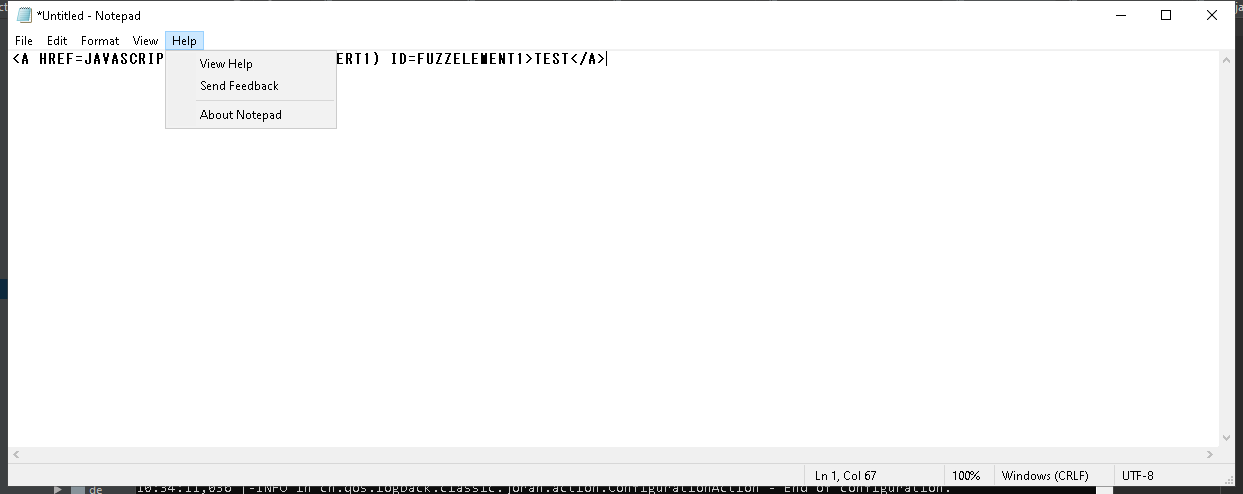 *Untitled - Notepad
File Edit Format View Help
<A HREF=JAVASCRIP ERT1) ID=FUZZELEMENT1>TEST</A>
View Help
Send Feedback
About Notepad
Ln 1, Col 67 100% Windows (CRLF) UTF-8
de 10:54:11,056 |-INFO in ch.qos.logback.classic.joran.action.ConfigurationAction - End of configuration.